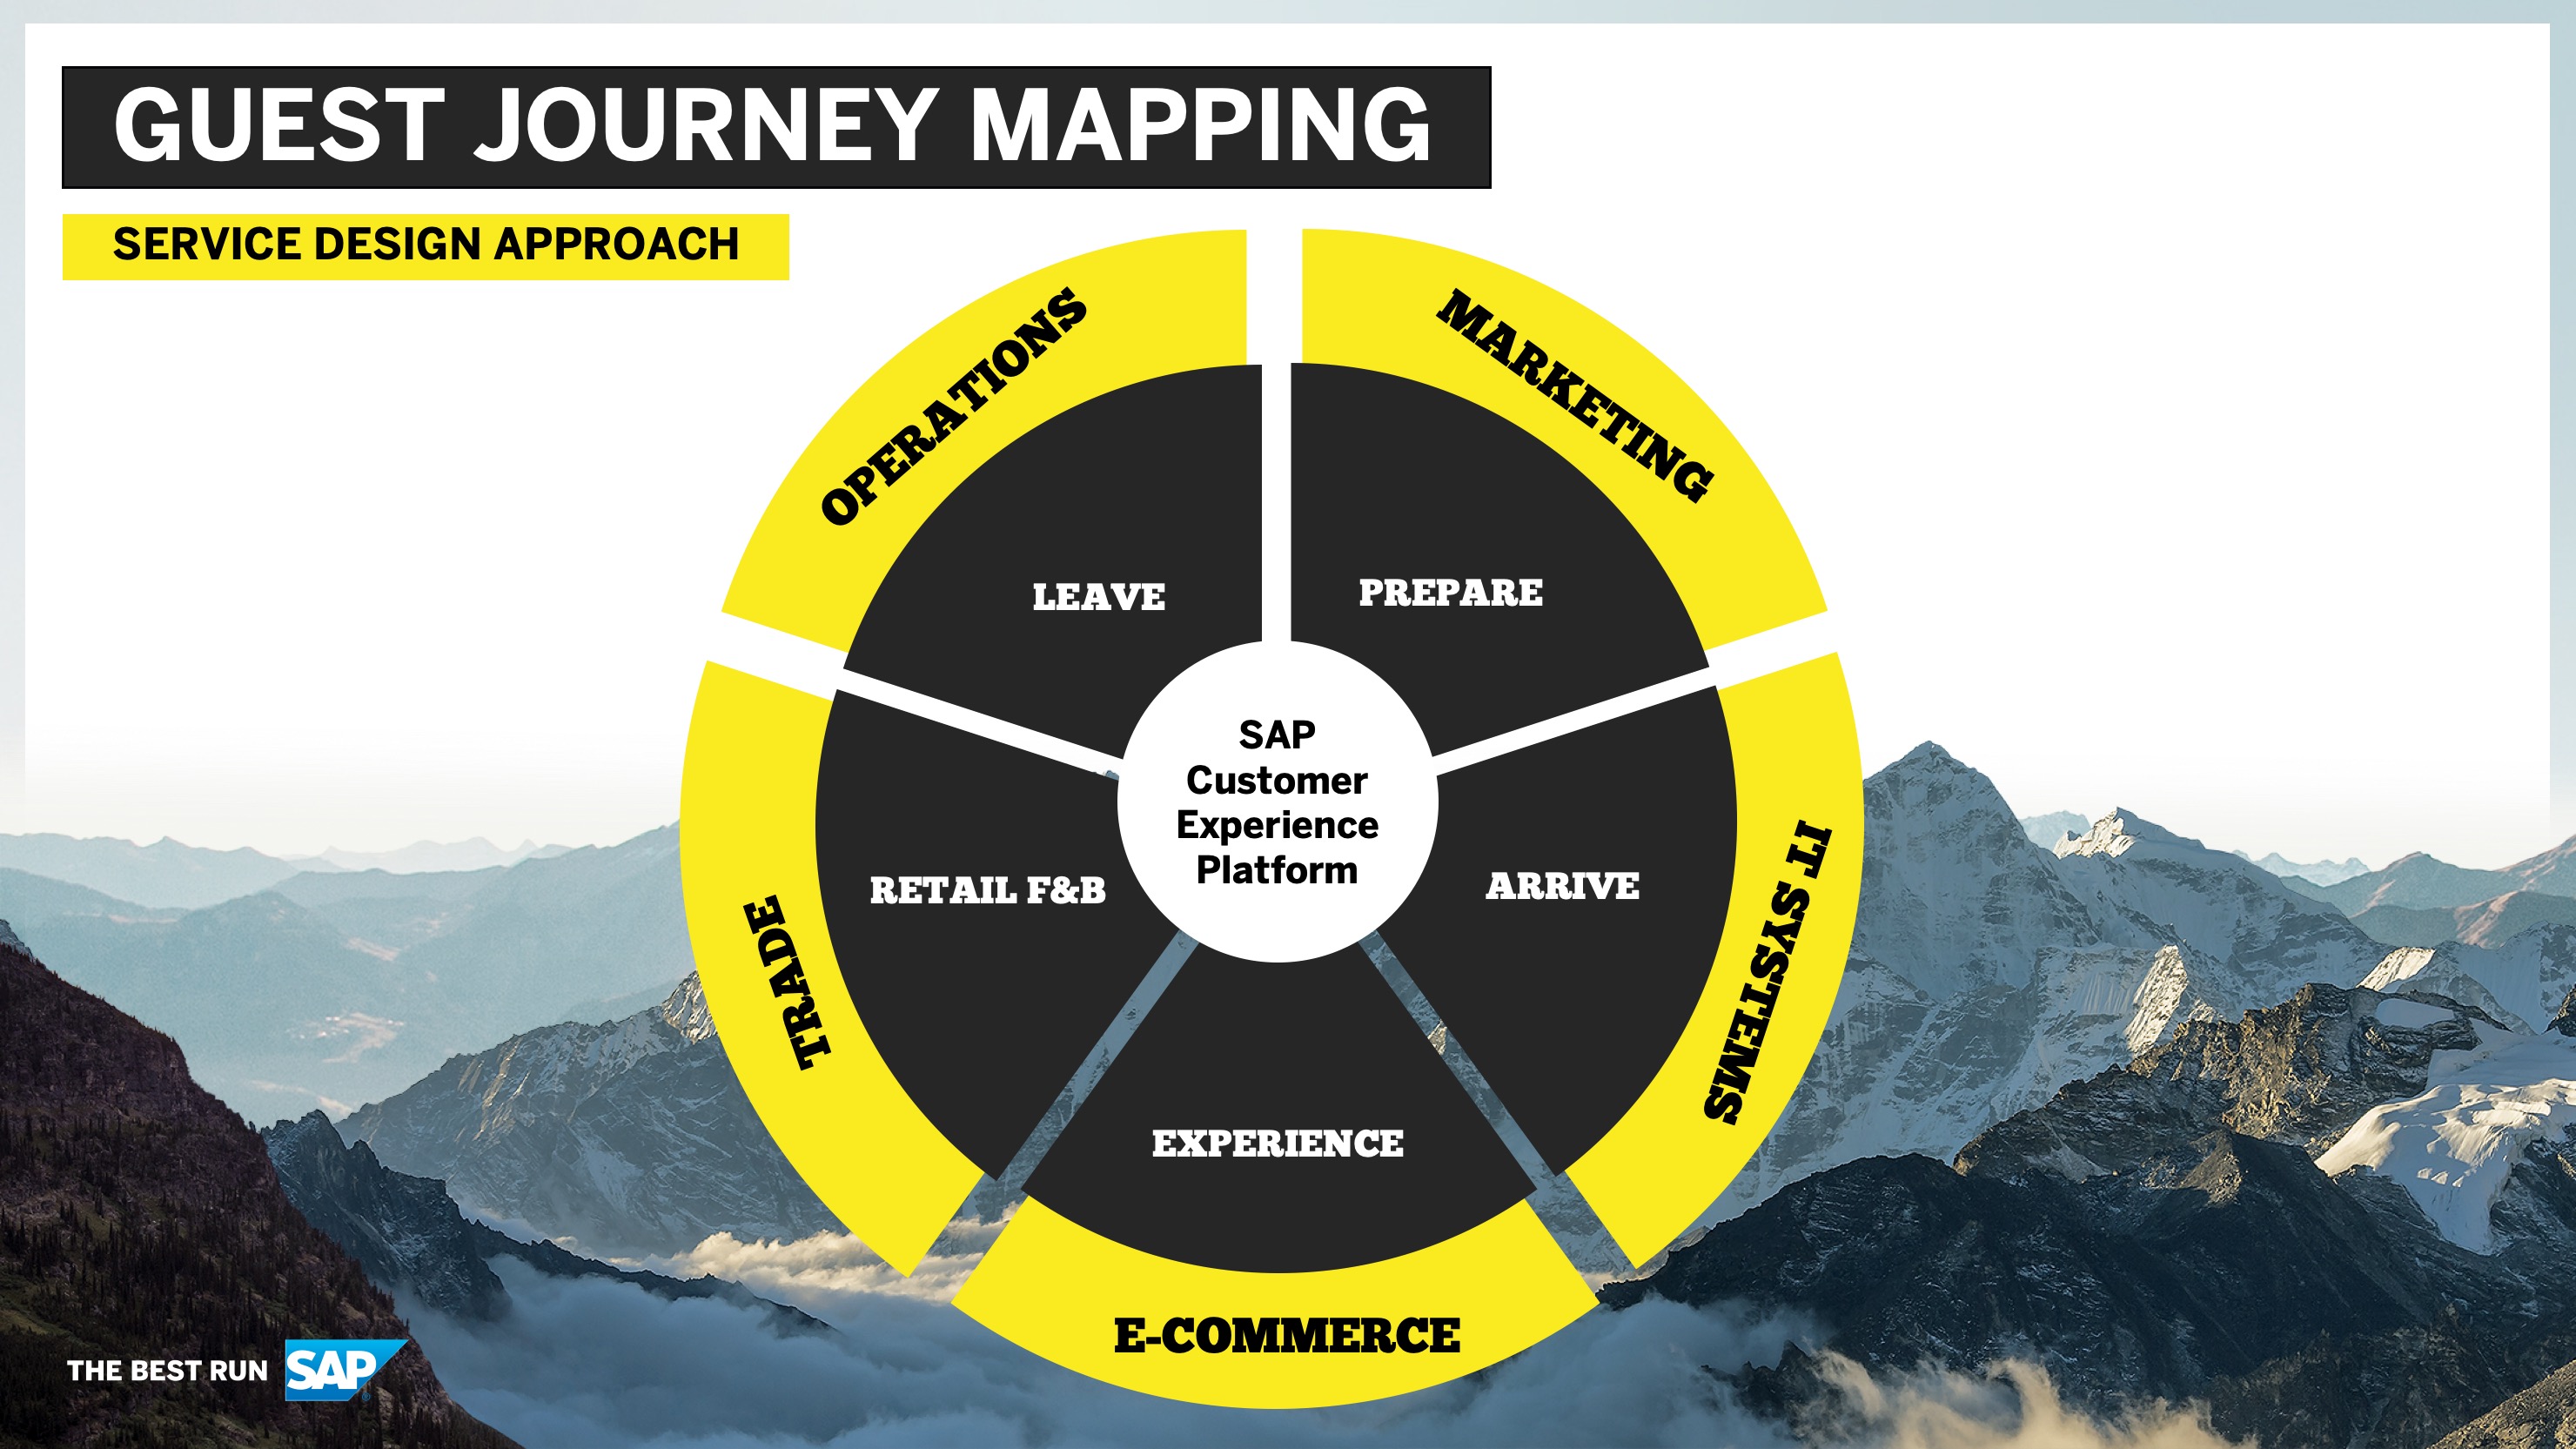 GUEST JOURNEY MAPPING
SERVICE DESIGN APPROACH
OPERATIONS
MARKETING
LEAVE
PREPARE
SAP
Customer
Experience
Platform
RETAIL F&B
ARRIVE
TRADE
IT SYSTEMS
EXPERIENCE
E-COMMERCE
THE BEST RUN SAP